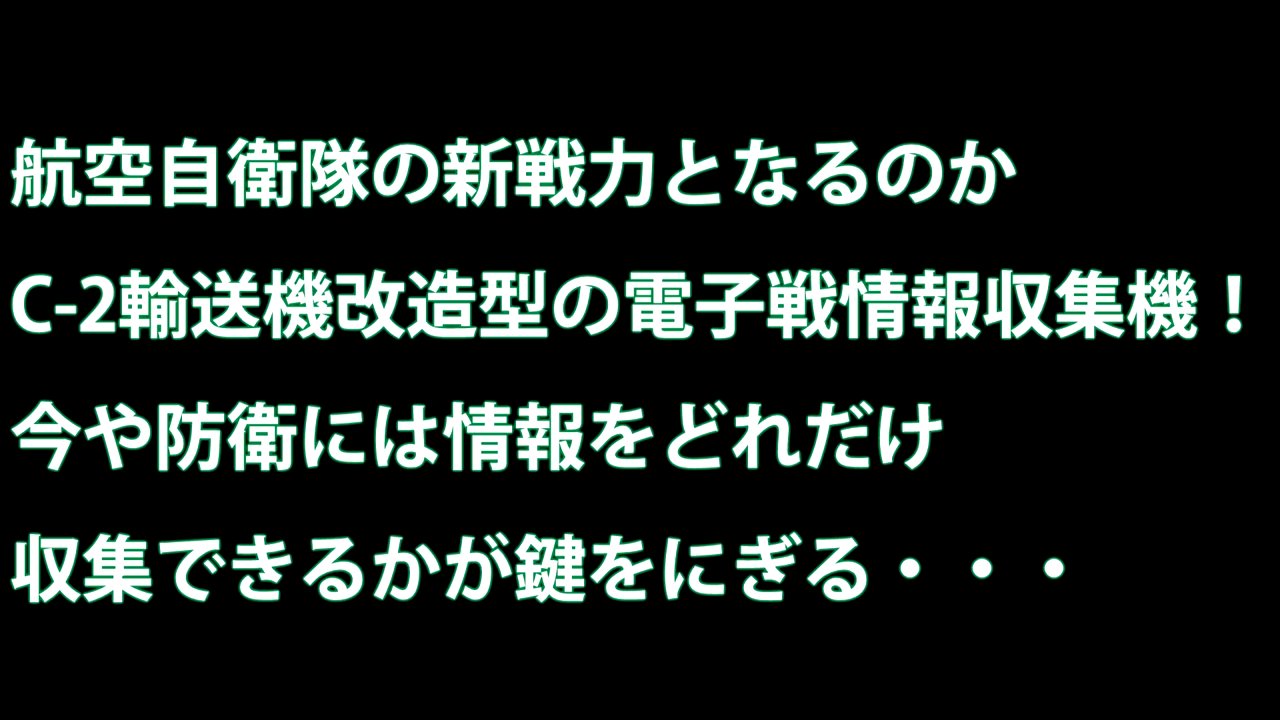 航空自衛隊の新戦力となるのか
C-2輸送機改造型の電子戦情報収集機！
今や防衛には情報をどれだけ
収集できるかが鍵をにぎる・・・